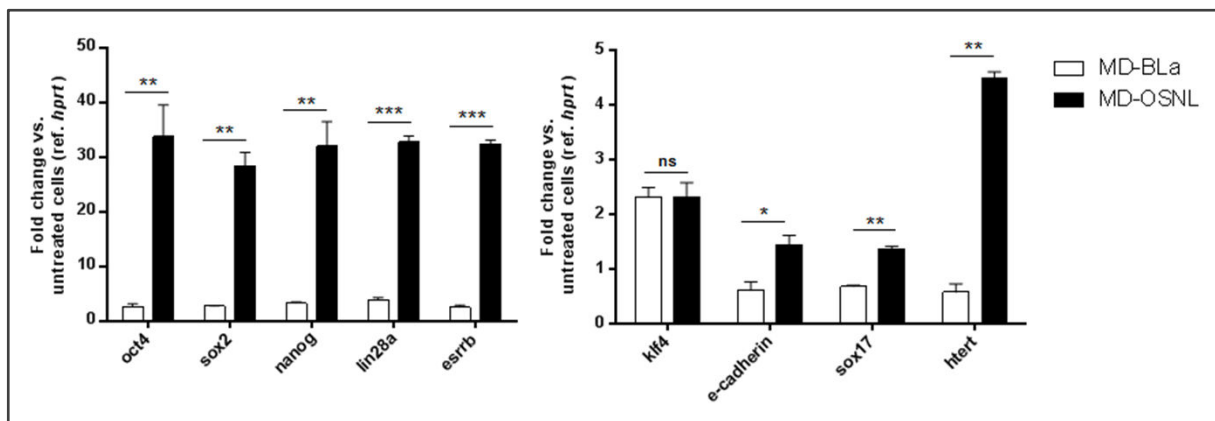 Fold change vs.
untreated cells (ref. hprt)
50
40
30
20
10
0
**
**
**
***
***
oct4
sox2
nanog
lin28a
esrrb
Fold change vs.
untreated cells (ref. hprt)
5
4
3
2
1
0
ns
*
**
**
klf4
e-cadherin
sox17
htert
MD-BLa
MD-OSNL